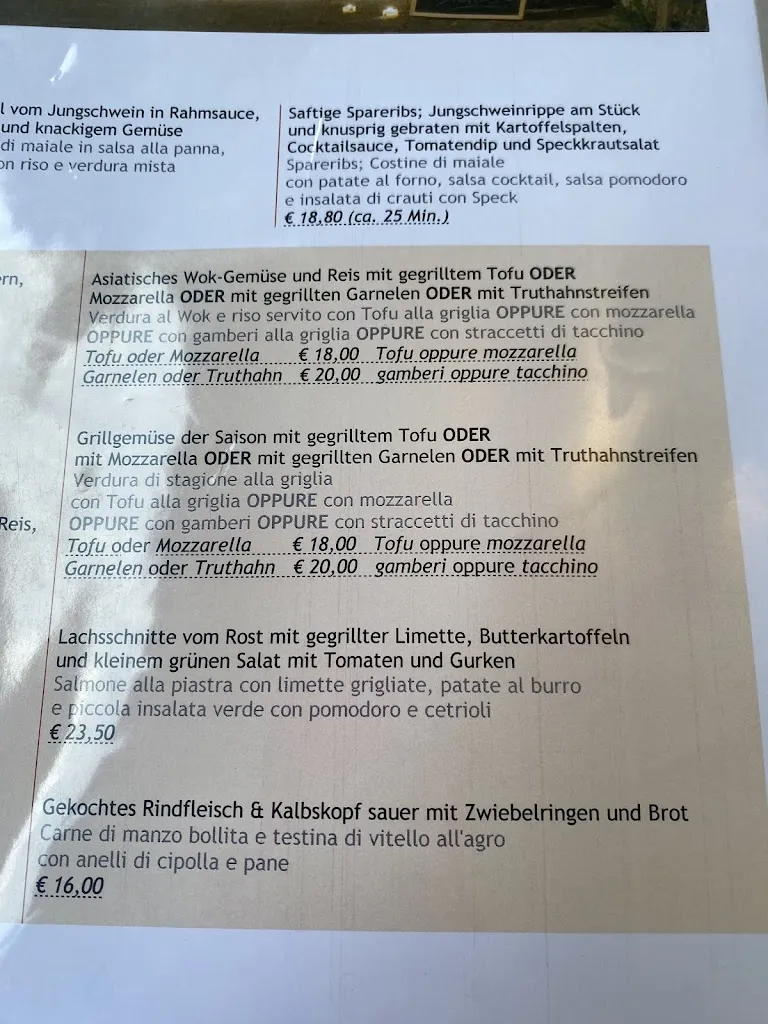 vom Jungschwein in Rahmsauce,
und knackigem Gemüse
di maiale in salsa alla panna,
riso e verdura mista
Saftige Spareribs; Jungschweinrippe am Stück
und knusprig gebraten mit Kartoffelspalten,
Cocktailsauce, Tomatendip und Speckkrautsalat
Spareribs; Costine di maiale
con patate al forno, salsa cocktail, salsa pomodoro
e insalata di crauti con Speck
€ 18,80 (ca. 25 Min.)
Asiatisches Wok-Gemüse und Reis mit gegrilltem Tofu ODER
Mozzarella ODER mit gegrillten Garnelen ODER mit Truthahnstreifen
Verdura al Wok e riso servito con Tofu alla griglia OPPURE con mozzarella
OPPURE con gamberi alla griglia OPPURE con straccetti di tacchino
Tofu oder Mozzarella € 18,00 Tofu oppure mozzarella
Garnelen oder Truthahn € 20,00 gamberi oppure tacchino
Grillgemüse der Saison mit gegrilltem Tofu ODER
mit Mozzarella ODER mit gegrillten Garnelen ODER mit Truthahnstreifen
Verdura di stagione alla griglia
con Tofu alla griglia OPPURE con mozzarella
Reis,
OPPURE con gamberi OPPURE con straccetti di tacchino
Tofu oder Mozzarella € 18,00 Tofu oppure mozzarella
Garnelen oder Truthahn € 20,00 gamberi oppure tacchino
Lachsschnitte vom Rost mit gegrillter Limette, Butterkartoffeln
und kleinem grünen Salat mit Tomaten und Gurken
Salmone alla piastra con limette grigliate, patate al burro
e piccola insalata verde con pomodoro e cetrioli
€ 23,50
Gekochtes Rindfleisch & Kalbskopf sauer mit Zwiebelringen und Brot
Carne di manzo bollita e testina di vitello all'agro
con anelli di cipolla e pane
€ 16,00